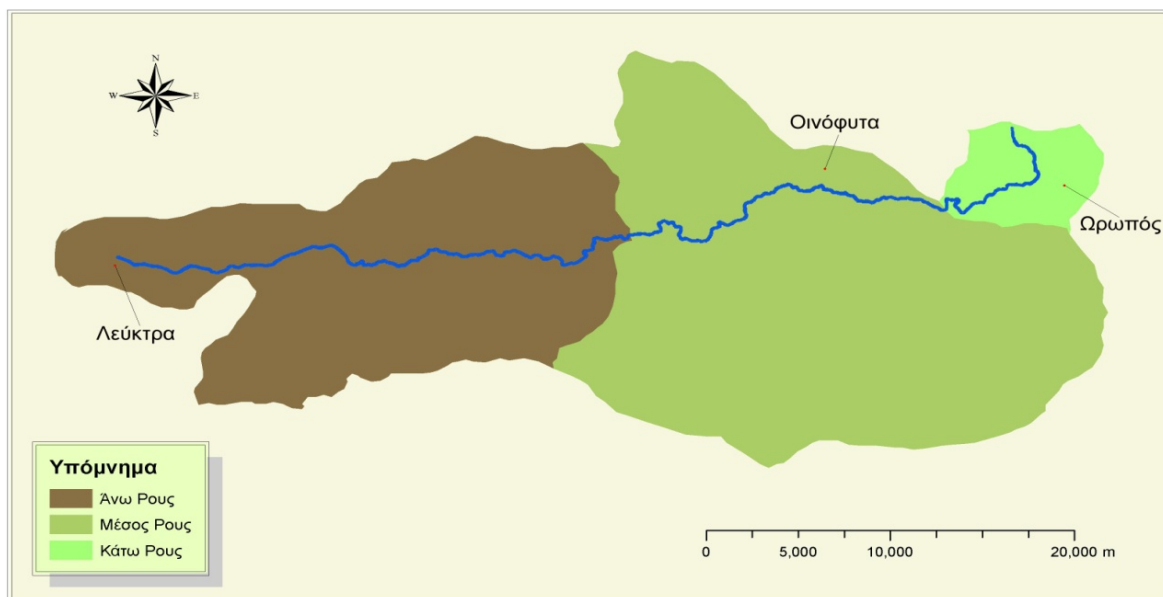 N
W E
S
Οινόφυτα
Ωρωπός
Λεύκτρα
Υπόμνημα
Άνω Ρους
Μέσος Ρους
Κάτω Ρους
0 5,000 10,000 20,000 m